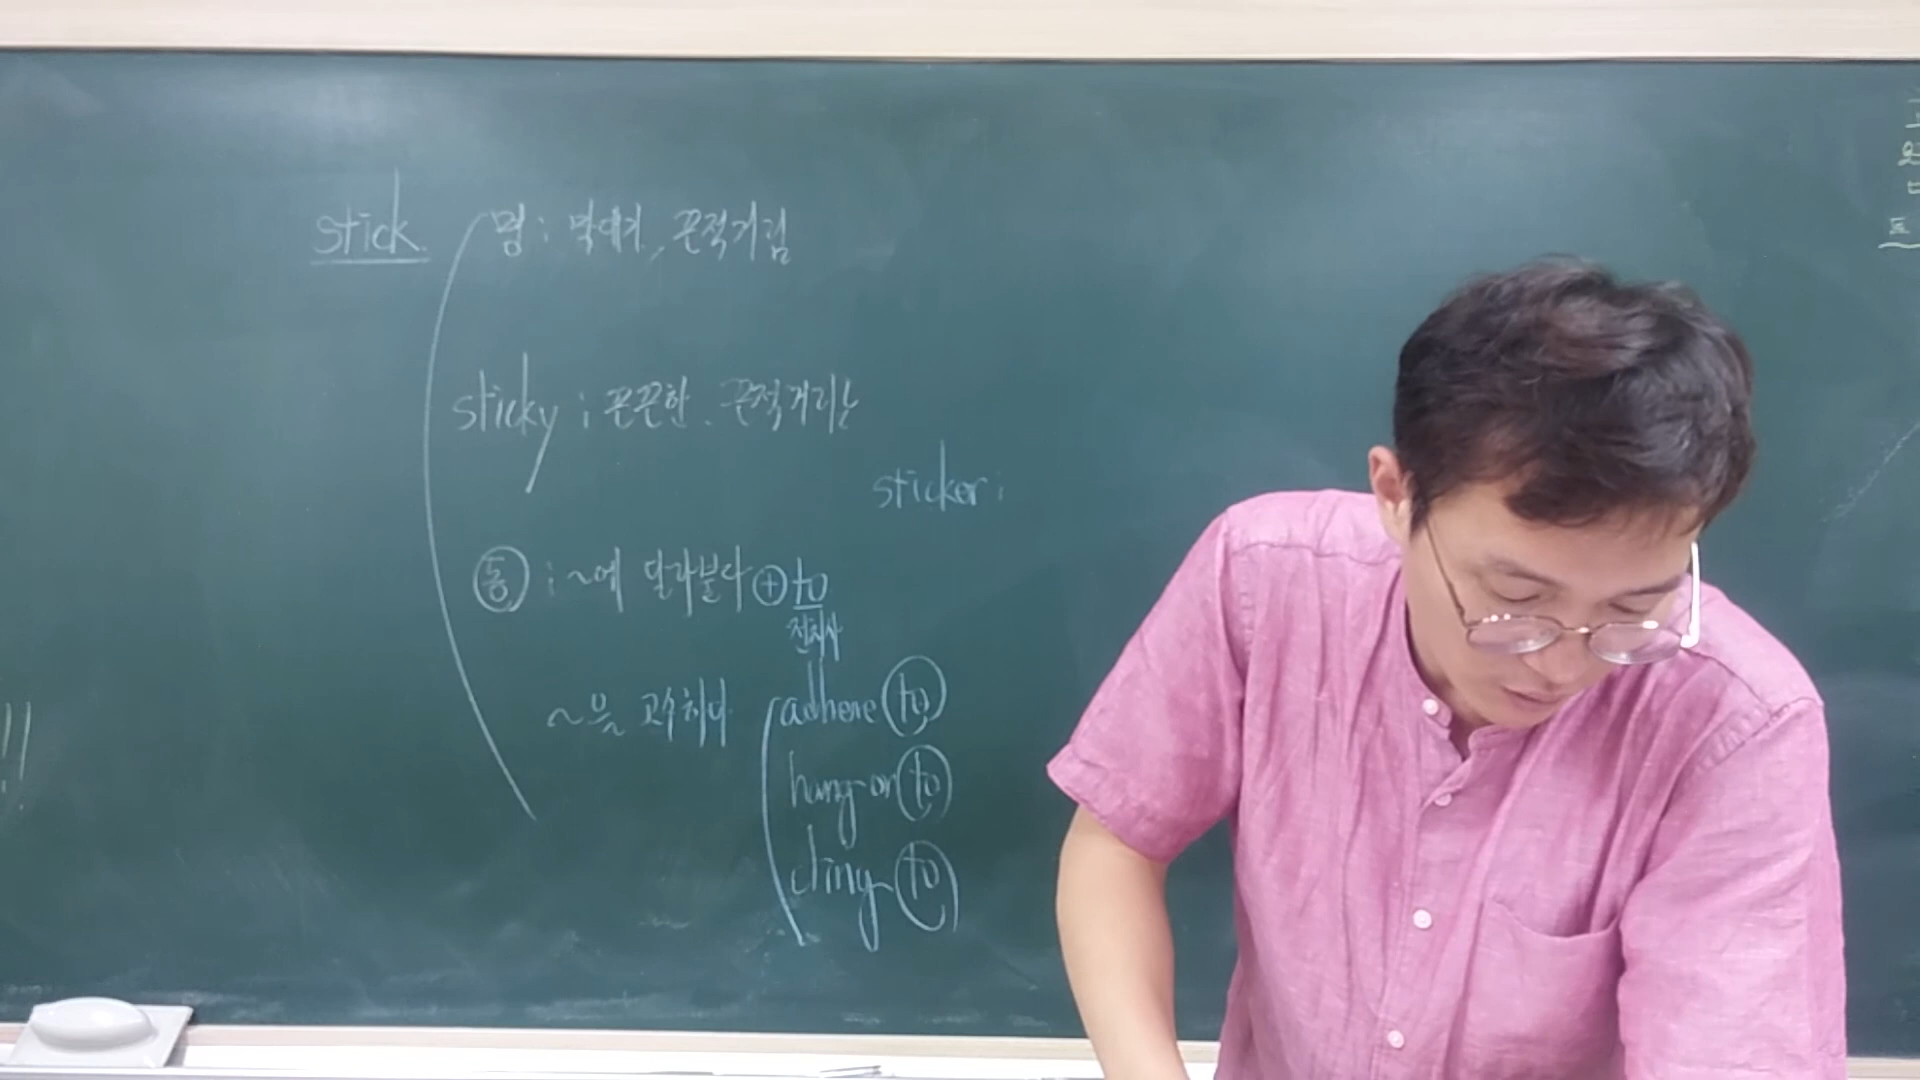 stick 명 : 막대기, 끈적거림
sticky : 끈끈한, 끈적거리는
sticker :
동 : ~에 달라붙다 + to
전치사
~을 고수하다 adhere to
hang on to
cling to